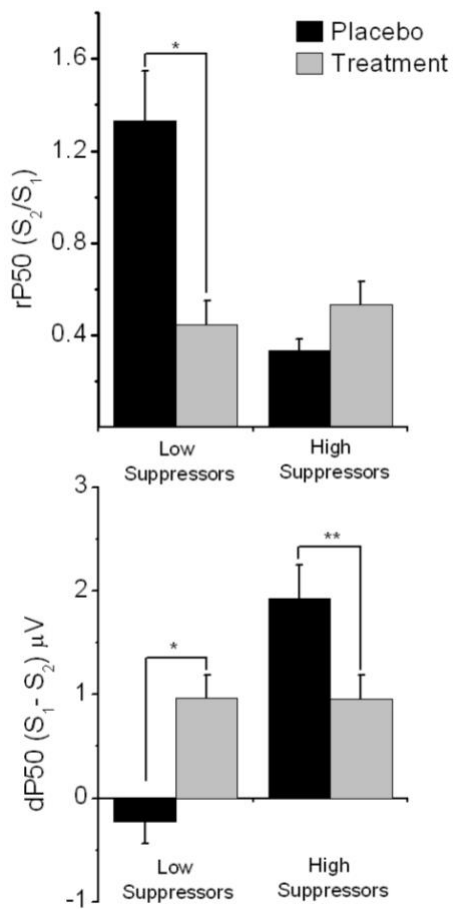 Placebo
Treatment
*
1.6
1.2
0.8
0.4
rP50 (S₂/S₁)
Low
Suppressors
High
Suppressors
3
**
2
*
1
0
-1
dP50 (S₁- S₂) μV
Low
Suppressors
High
Suppressors